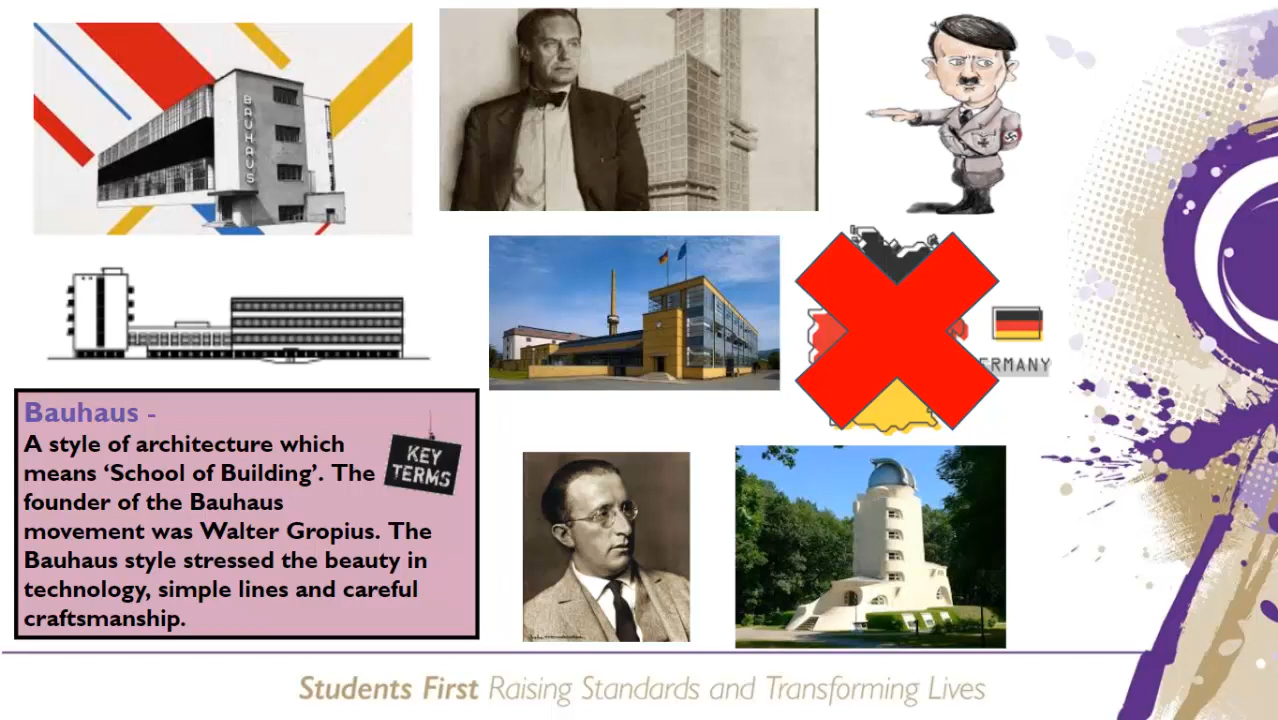 BAUHAUS
ERMANY
Bauhaus -
A style of architecture which
means ‘School of Building’. The
founder of the Bauhaus
movement was Walter Gropius. The
Bauhaus style stressed the beauty in
technology, simple lines and careful
craftsmanship.
KEY
TERMS
Students First Raising Standards and Transforming Lives